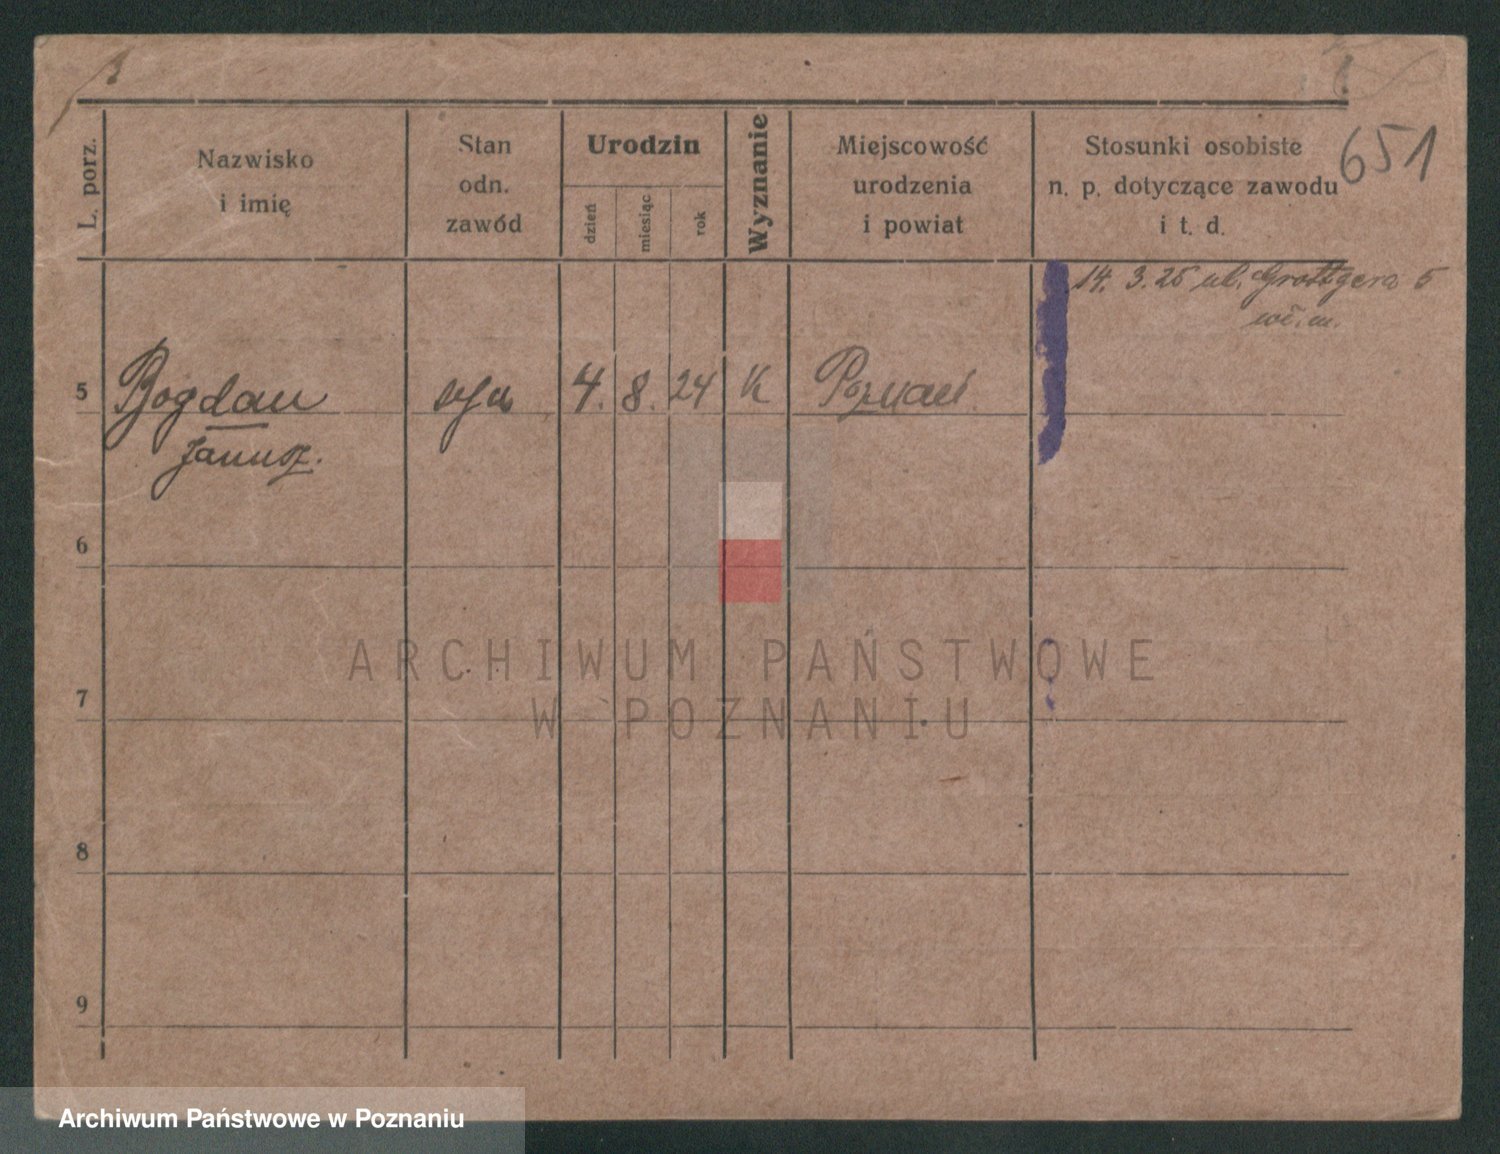 651
L. porz.
Nazwisko
i imię
Stan
odn.
zawód
Urodzin
dzień
miesiąc
rok
Wyznanie
Miejscowość
urodzenia
i powiat
Stosunki osobiste
n. p. dotyczące zawodu
i t. d.
14. 3. 25 ul. Grottgera 5
5 Bogdan 4. 8. 24 K Poznań
Janusz.
6
7
8
9
ARCHIWUM PAŃSTWOWE
W POZNANIU
Archiwum Państwowe w Poznaniu